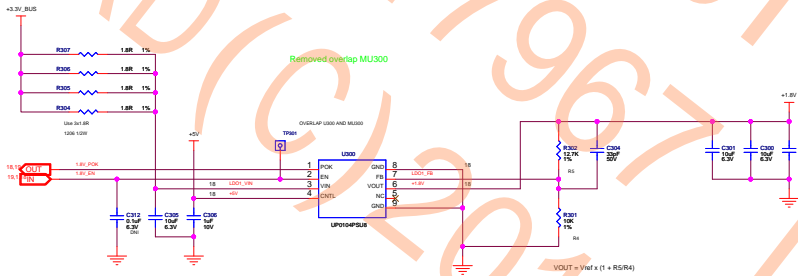 +3.3V_BUS
R307 1.8R 1%
R306 1.8R 1%
R305 1.8R 1%
R304 1.8R 1%
Use 3x1.8R
1206 1/2W
Removed overlap MU300
OVERLAP U300 AND MU300
+5V
TP301
U300
+1.8V
OUT
1.8V_POK
IN
1.8V_EN
18 LDO1_VIN
18 +5V
1 POK
2 EN
3 VIN
4 CNTL
GND 8
FB 7
VOUT 6
NC 5
GND 9
UP0104PSU8
18
LDO1_FB
+1.8V 18
C312
0.1uF
6.3V
DNI
C305
10uF
6.3V
C306
1uF
10V
R302
12.7K
1%
R5
C304
33pF
50V
R301
10K
1%
R4
C301
10uF
6.3V
C300
10uF
6.3V
VOUT = Vref x (1 + R5/R4)